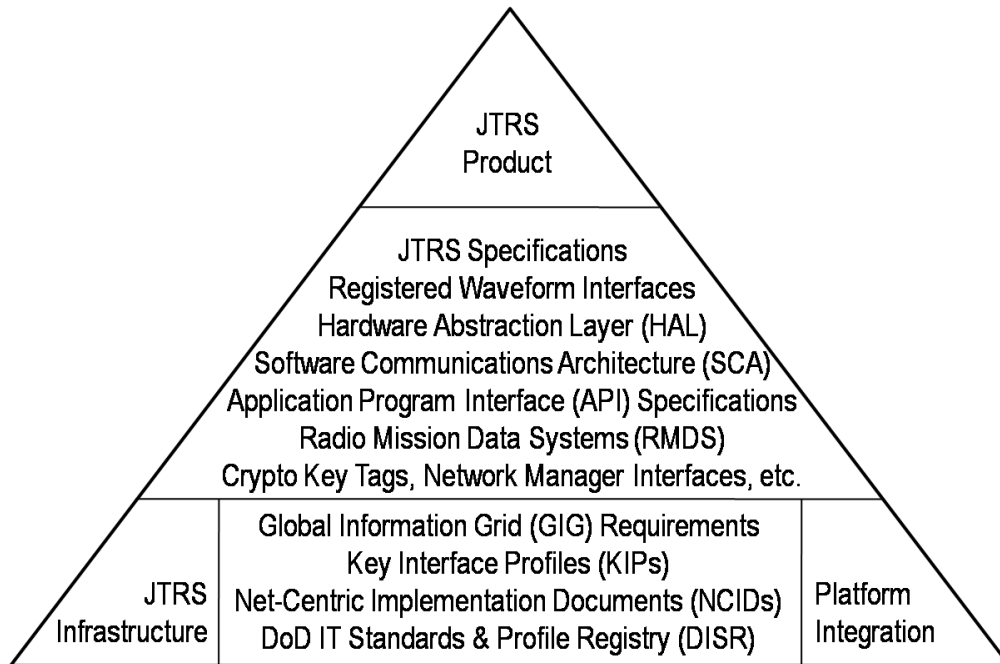 JTRS
Product
JTRS Specifications
Registered Waveform Interfaces
Hardware Abstraction Layer (HAL)
Software Communications Architecture (SCA)
Application Program Interface (API) Specifications
Radio Mission Data Systems (RMDS)
Crypto Key Tags, Network Manager Interfaces, etc.
JTRS
Infrastructure
Global Information Grid (GIG) Requirements
Key Interface Profiles (KIPs)
Net-Centric Implementation Documents (NCIDs)
DoD IT Standards & Profile Registry (DISR)
Platform
Integration